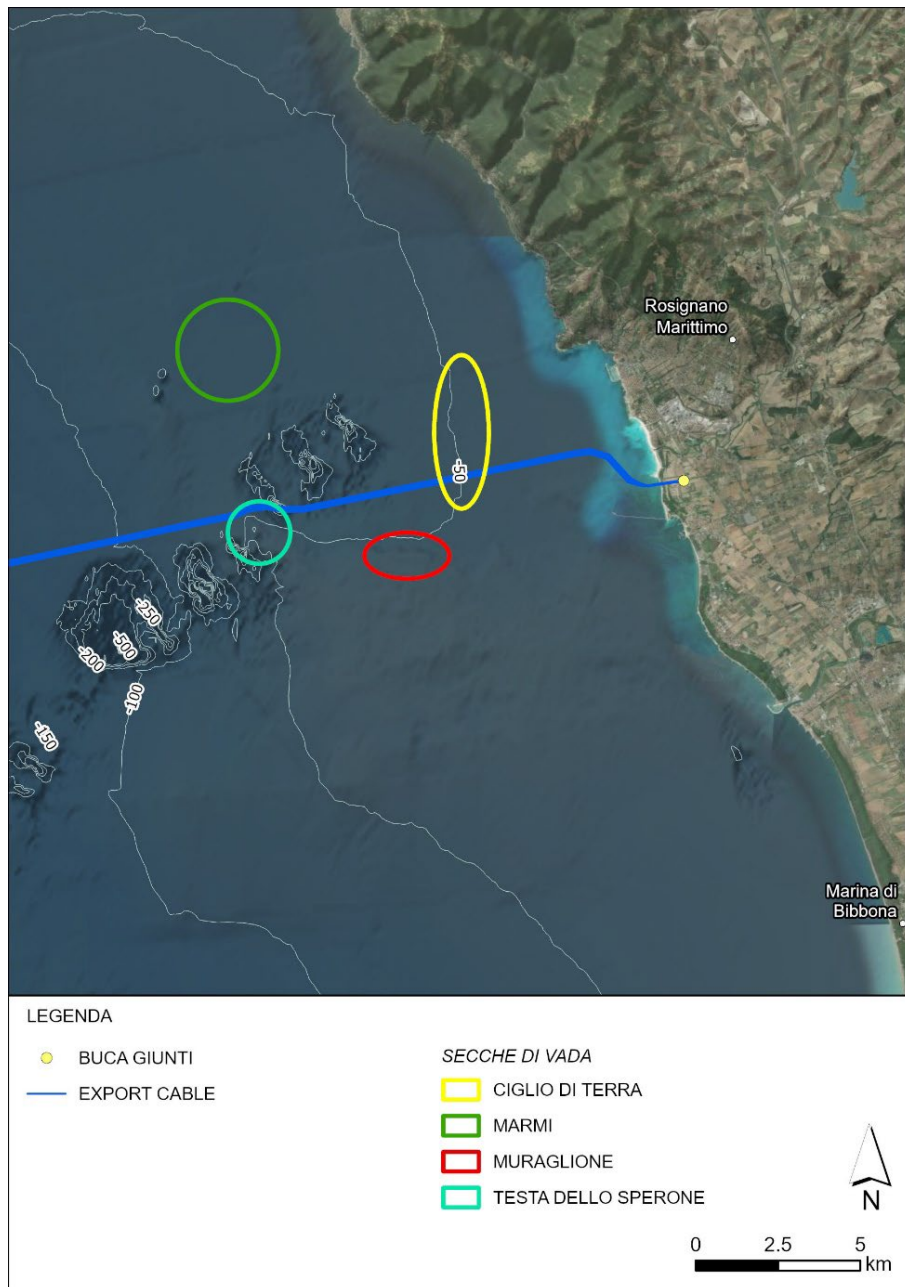 Rosignano
Marittimo
-50
-250
-500
-200
-100
-150
Marina di
Bibbona
LEGENDA
BUCA GIUNTI
EXPORT CABLE
SECCHE DI VADA
CIGLIO DI TERRA
MARMI
MURAGLIONE
TESTA DELLO SPERONE
N
0 2.5 5
km